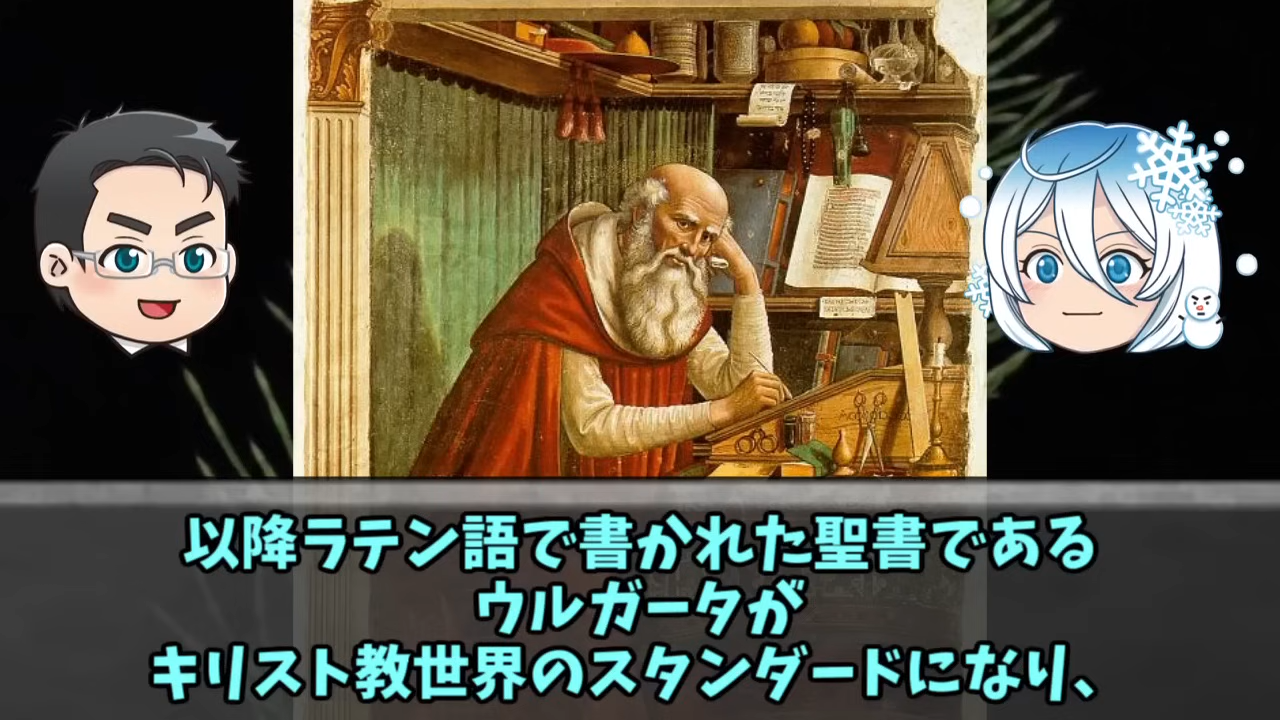 以降ラテン語で書かれた聖書である
ウルガータが
キリスト教世界のスタンダードになり、